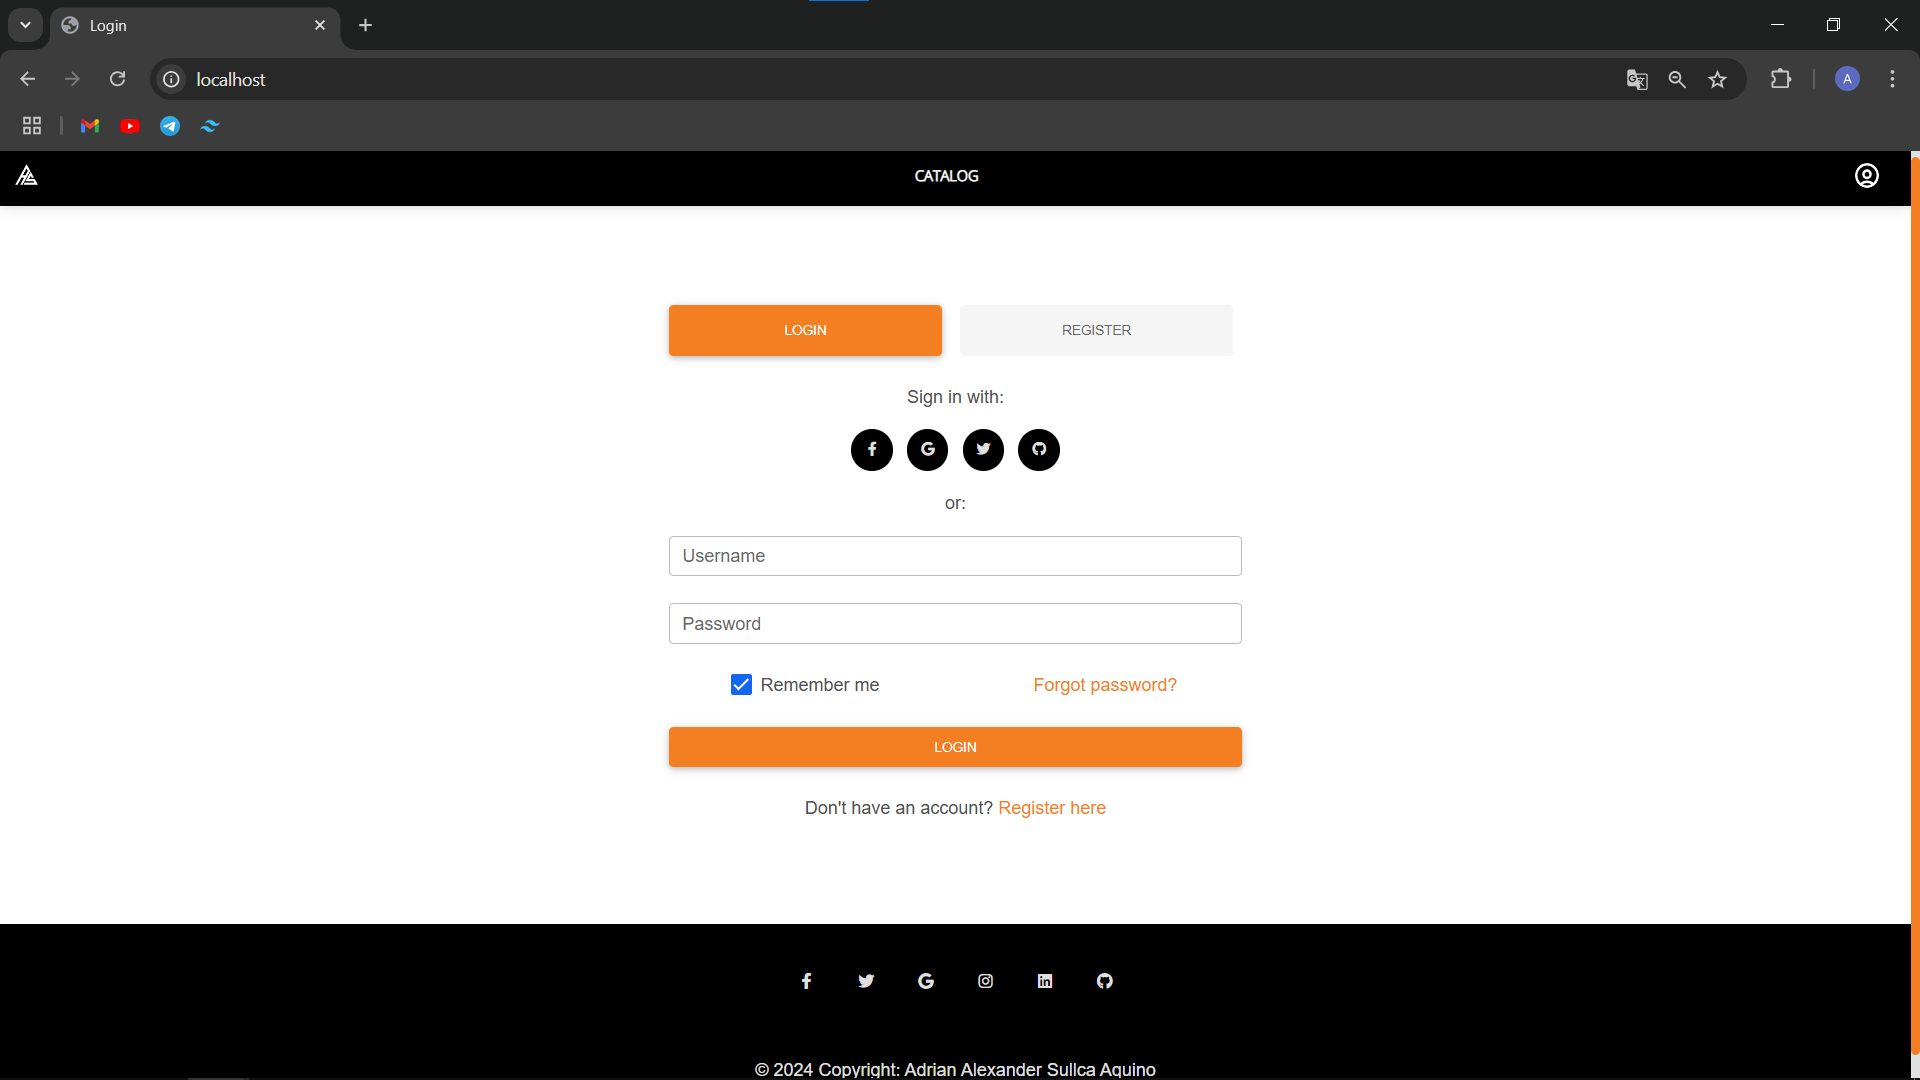 Login
localhost
A
CATALOG
LOGIN REGISTER
Sign in with:
or:
Username
Password
Remember me Forgot password?
LOGIN
Don't have an account? Register here
© 2024 Copyright: Adrian Alexander Sullca Aquino